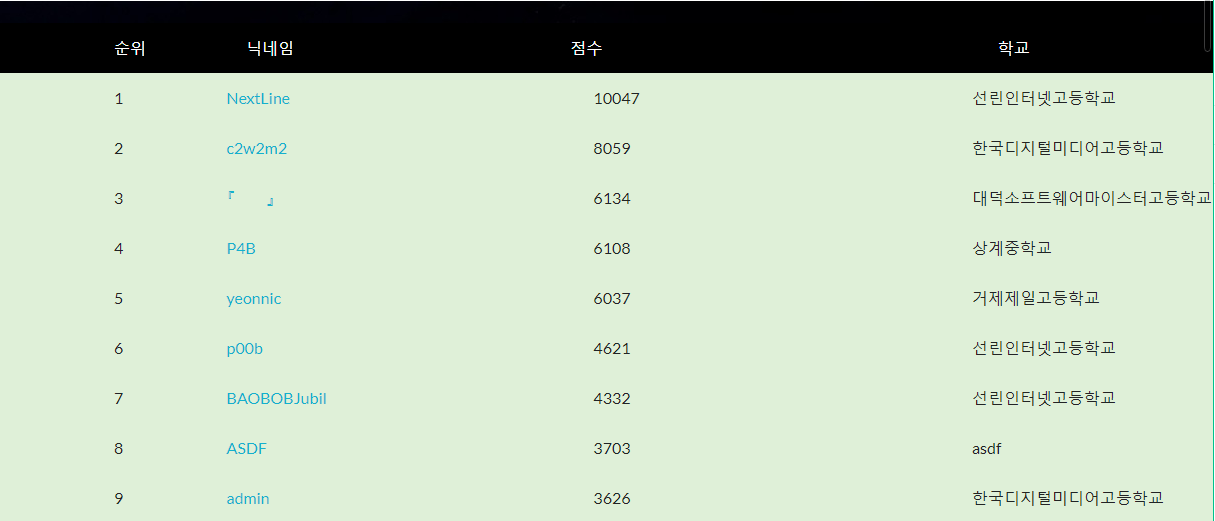 순위 닉네임 점수 학교
1 NextLine 10047 선린인터넷고등학교
2 c2w2m2 8059 한국디지털미디어고등학교
3 『　　』 6134 대덕소프트웨어마이스터고등학교
4 P4B 6108 상계중학교
5 yeonnic 6037 거제제일고등학교
6 p00b 4621 선린인터넷고등학교
7 BAOBOBJubil 4332 선린인터넷고등학교
8 ASDF 3703 asdf
9 admin 3626 한국디지털미디어고등학교